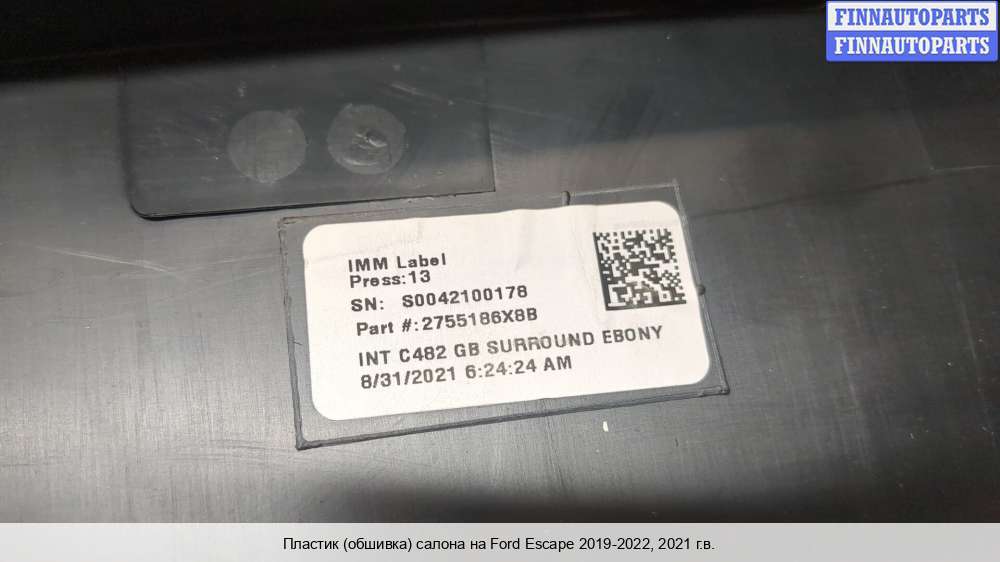 FINNAUTOPARTS
FINNAUTOPARTS
IMM Label
Press:13
SN: S0042100178
Part #:2755186X8B
INT C482 GB SURROUND EBONY
8/31/2021 6:24:24 AM
Пластик (обшивка) салона на Ford Escape 2019-2022, 2021 г.в.